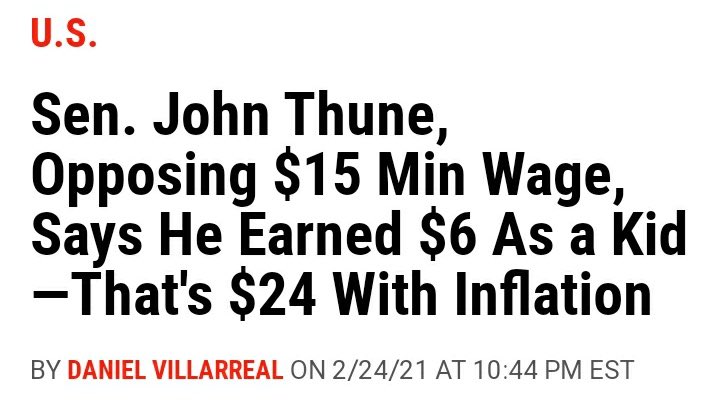 U.S.
Sen. John Thune,
Opposing $15 Min Wage,
Says He Earned $6 As a Kid
—That's $24 With Inflation
BY DANIEL VILLARREAL ON 2/24/21 AT 10:44 PM EST